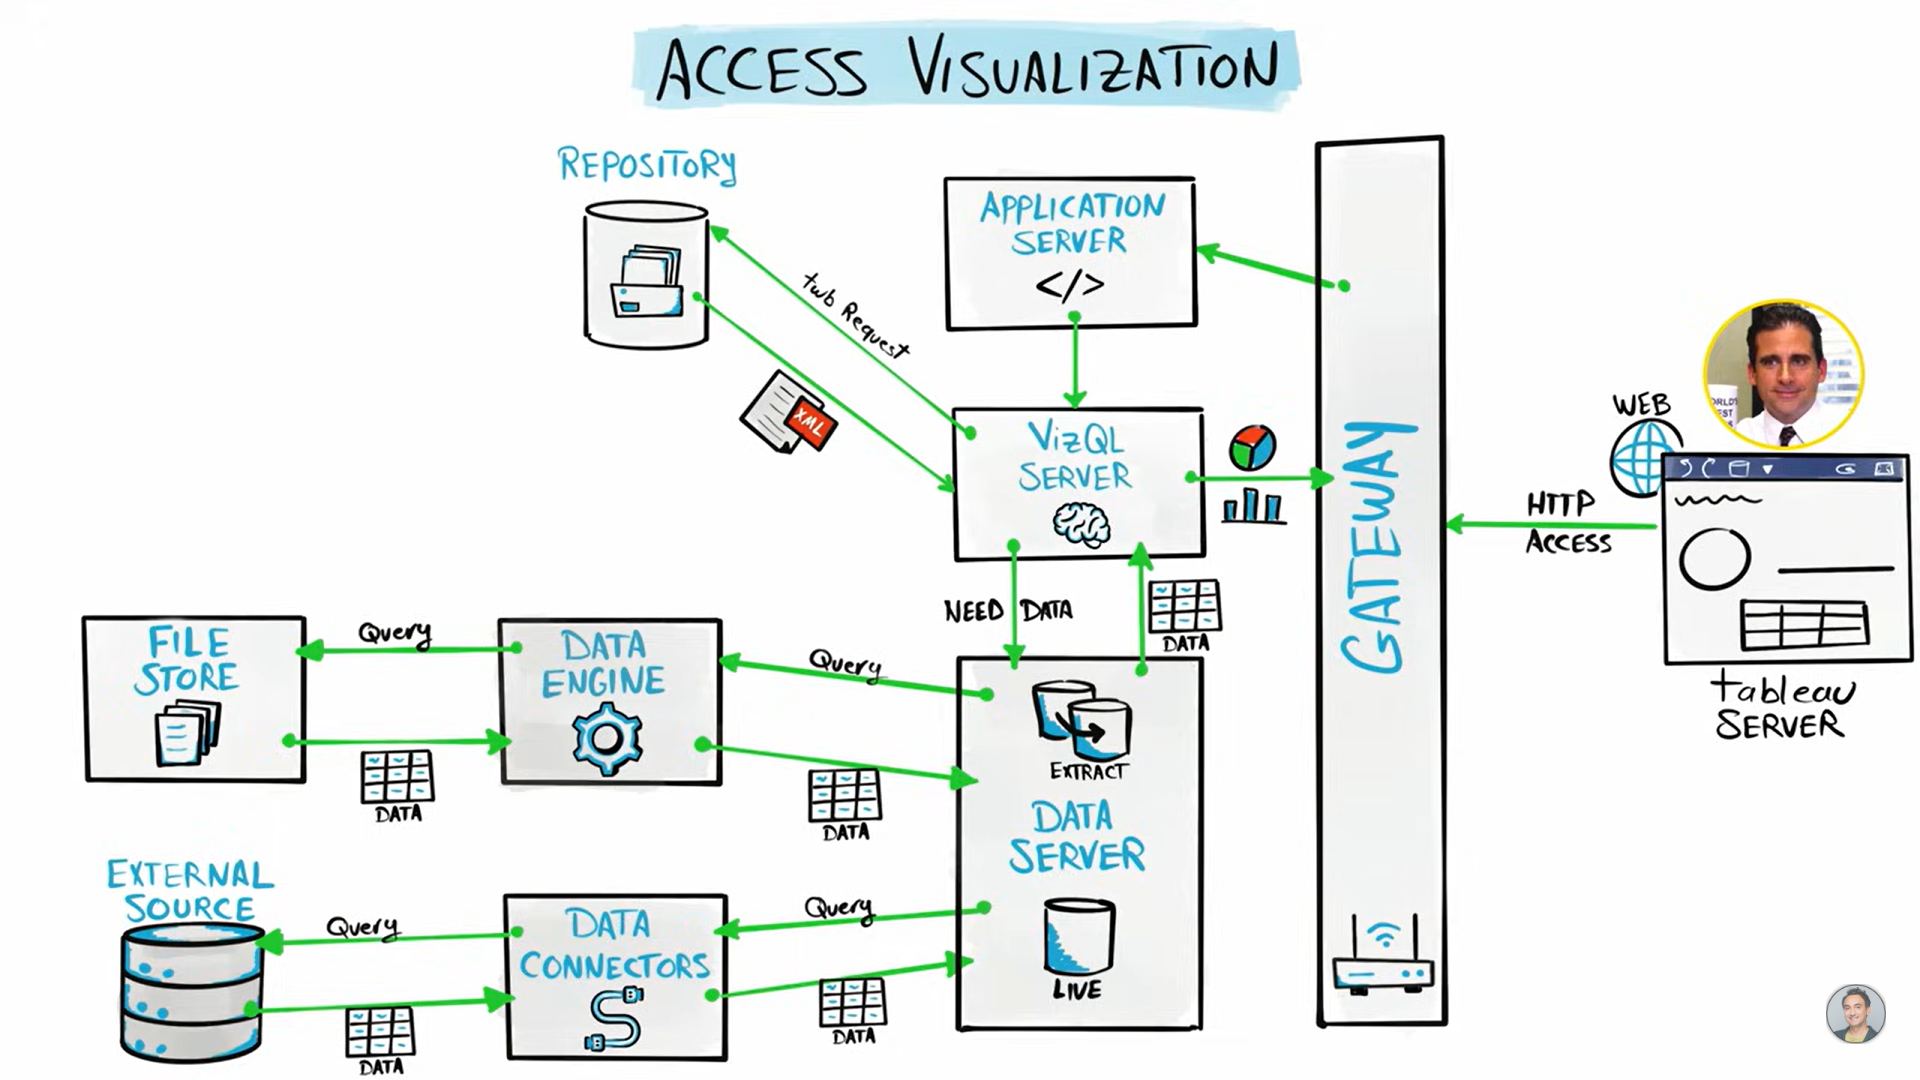 ACCESS VISUALIZATION
REPOSITORY
APPLICATION
SERVER
</>
twb Request
XML
VizQL
SERVER
GATEWAY
WEB
HTTP
ACCESS
tableau
SERVER
NEED DATA
DATA
FILE
STORE
Query
DATA
DATA
ENGINE
Query
DATA
EXTRACT
DATA
SERVER
LIVE
EXTERNAL
SOURCE
Query
DATA
DATA
CONNECTORS
Query
DATA